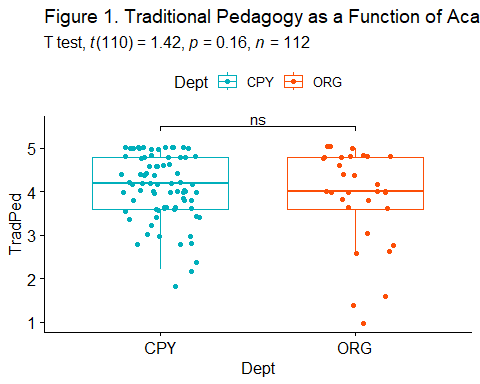 Figure 1. Traditional Pedagogy as a Function of Aca
T test, t(110) = 1.42, p = 0.16, n = 112
Dept CPY ORG
ns
5
4
3
2
1
TradPed
CPY ORG
Dept